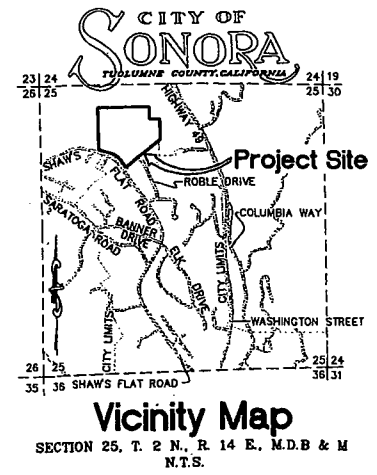 CITY OF
SONORA
TUOLUMNE COUNTY, CALIFORNIA
23 24
26 25
24 19
25 30
HIGHWAY 49
Project Site
SHAW'S FLAT ROAD
ROBLE DRIVE
SARATOGA ROAD
BANNER DRIVE
COLUMBIA WAY
ELK DRIVE
CITY LIMITS
CITY LIMITS
WASHINGTON STREET
26 25
35 36
SHAW'S FLAT ROAD
25 24
36 31
Vicinity Map
SECTION 25, T. 2 N., R. 14 E., M.D.B & M
N.T.S.